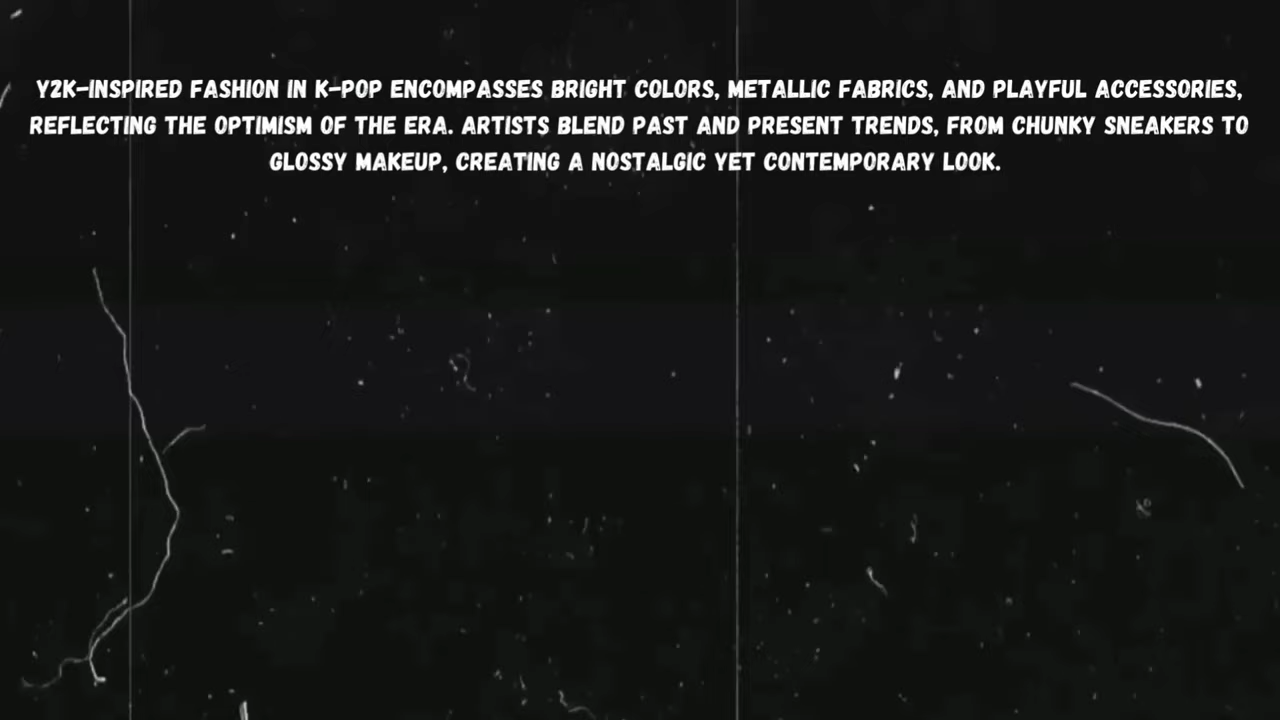 Y2K-INSPIRED FASHION IN K-POP ENCOMPASSES BRIGHT COLORS, METALLIC FABRICS, AND PLAYFUL ACCESSORIES,
REFLECTING THE OPTIMISM OF THE ERA. ARTISTS BLEND PAST AND PRESENT TRENDS, FROM CHUNKY SNEAKERS TO
GLOSSY MAKEUP, CREATING A NOSTALGIC YET CONTEMPORARY LOOK.